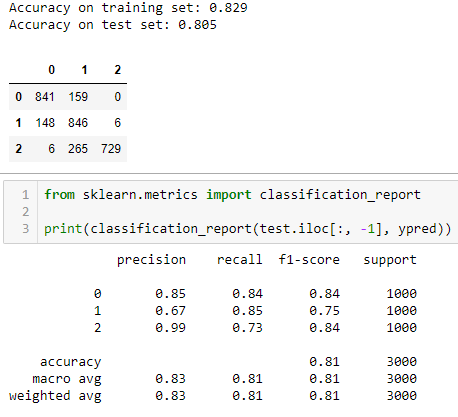 Accuracy on training set: 0.829
Accuracy on test set: 0.805
0 1 2
0 841 159 0
1 148 846 6
2 6 265 729
1 from sklearn.metrics import classification_report
2
3 print(classification_report(test.iloc[:, -1], ypred))
precision recall f1-score support
0 0.85 0.84 0.84 1000
1 0.67 0.85 0.75 1000
2 0.99 0.73 0.84 1000
accuracy 0.81 3000
macro avg 0.83 0.81 0.81 3000
weighted avg 0.83 0.81 0.81 3000